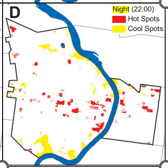 D
Night (22:00)
Hot Spots
Cool Spots